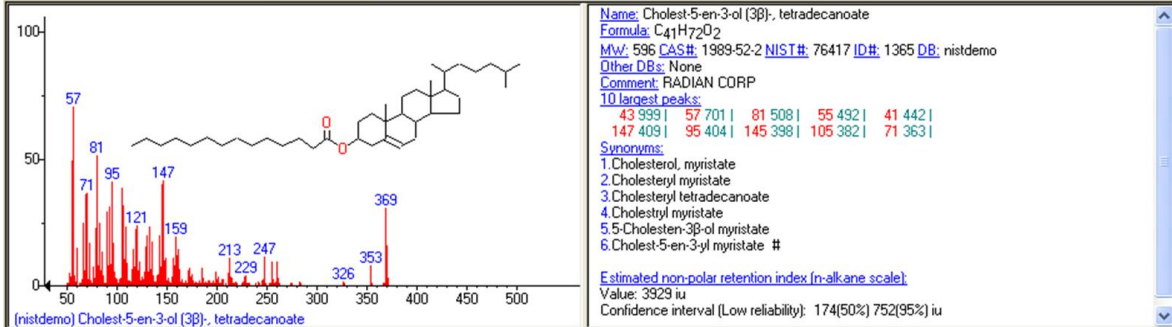 100
50
57
81
71
95
121
147
159
213
229
247
326
353
369
O
O
50 100 150 200 250 300 350 400 450 500
(nistdemo) Cholest-5-en-3-ol (3β)-, tetradecanoate
Name: Cholest-5-en-3-ol (3β)-, tetradecanoate
Formula: C41H72O2
MW: 596 CAS#: 1989-52-2 NIST#: 76417 ID#: 1365 DB: nistdemo
Other DBs: None
Comment: RADIAN CORP
10 largest peaks:
43 999 | 57 701 | 81 508 | 55 492 | 41 442 |
147 409 | 95 404 | 145 398 | 105 382 | 71 363 |
Synonyms:
1.Cholesterol, myristate
2.Cholesteryl myristate
3.Cholesteryl tetradecanoate
4.Cholestryl myristate
5.5-Cholesten-3β-ol myristate
6.Cholest-5-en-3-yl myristate #
Estimated non-polar retention index (n-alkane scale):
Value: 3929 iu
Confidence interval (Low reliability): 174(50%) 752(95%) iu